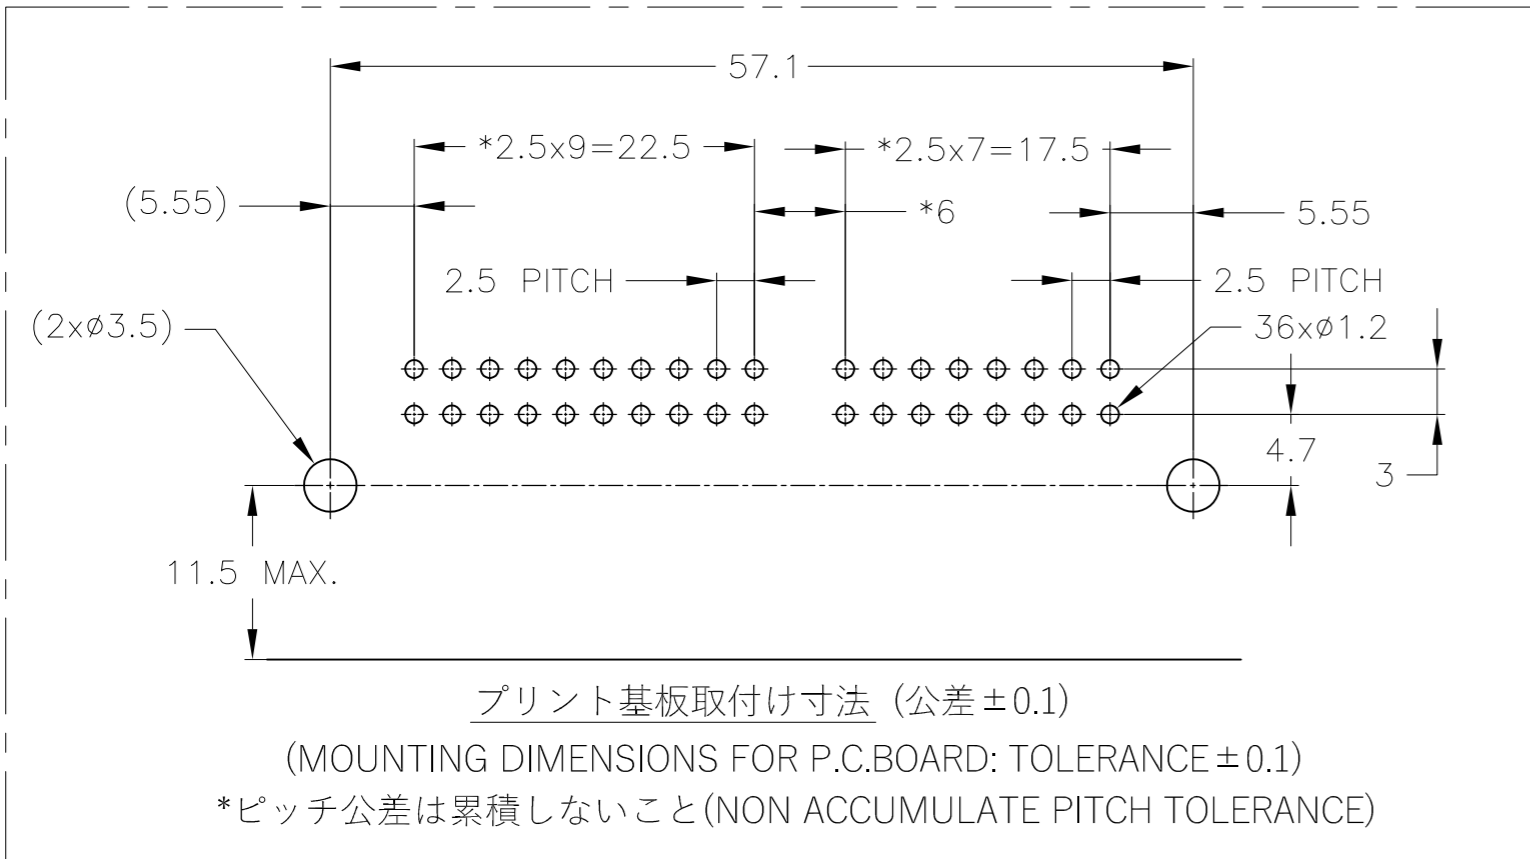 57.1
*2.5x9=22.5
*2.5x7=17.5
(5.55)
*6
5.55
2.5 PITCH
2.5 PITCH
(2xø3.5)
36xø1.2
4.7
3
11.5 MAX.
プリント基板取付け寸法 (公差±0.1)
(MOUNTING DIMENSIONS FOR P.C.BOARD: TOLERANCE±0.1)
*ピッチ公差は累積しないこと(NON ACCUMULATE PITCH TOLERANCE)